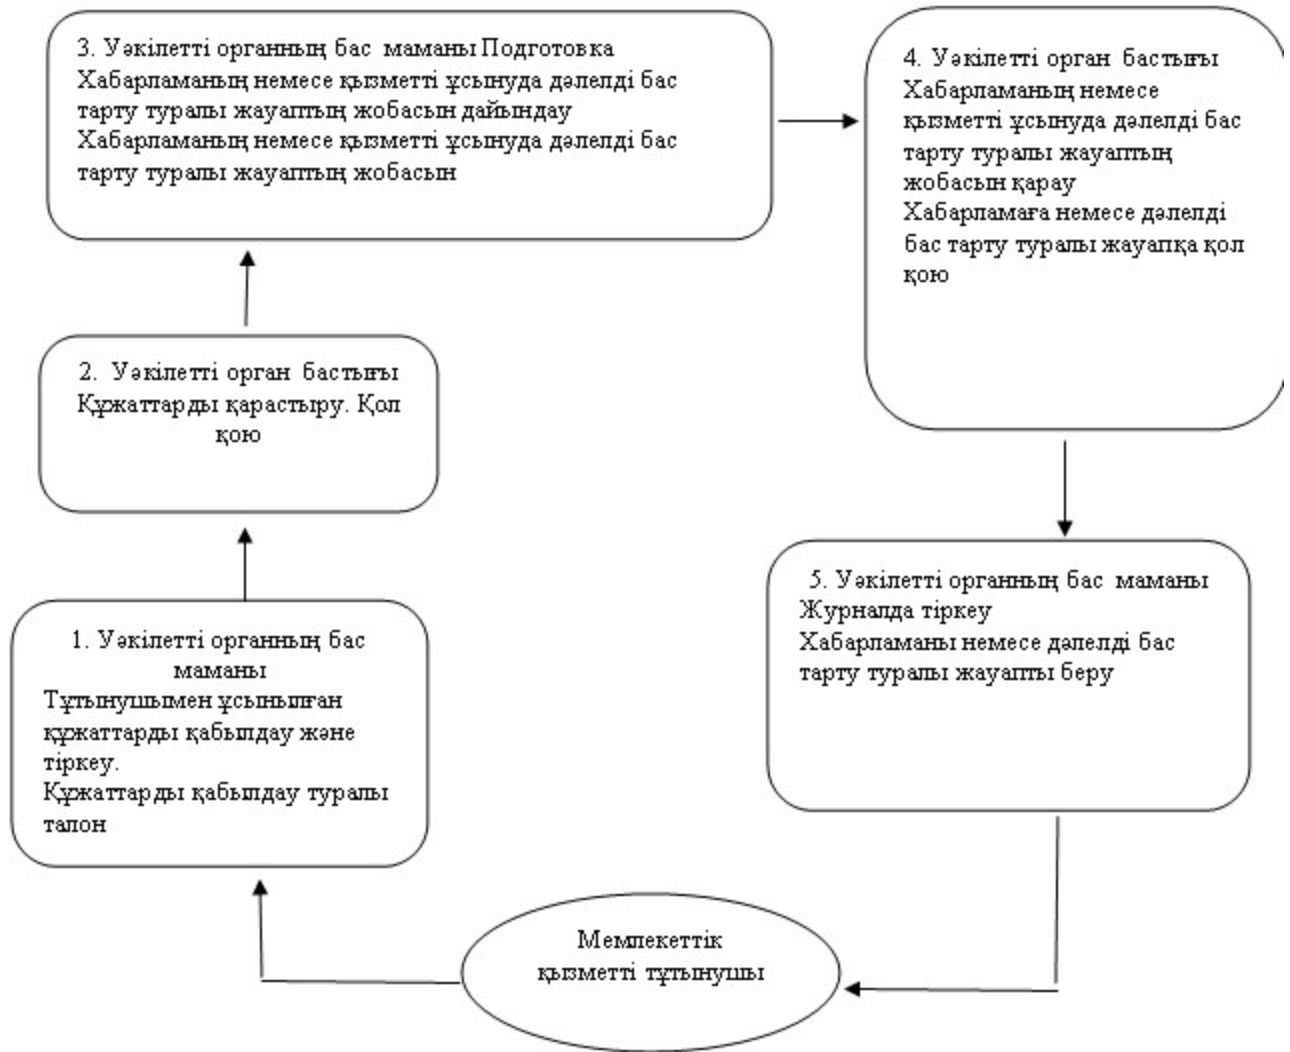 3. Уәкілетті органның бас маманы Подготовка
Хабарламаның немесе қызметті ұсынуда дәлелді бас
тарту туралы жауаптың жобасын дайындау
Хабарламаның немесе қызметті ұсынуда дәлелді бас
тарту туралы жауаптың жобасын
4. Уәкілетті орган бастығы
Хабарламаның немесе
қызметті ұсынуда дәлелді бас
тарту туралы жауаптың
жобасын қарау
Хабарламаға немесе дәлелді
бас тарту туралы жауапқа қол
қою
2. Уәкілетті орган бастығы
Құжаттарды қарастыру. Қол
қою
1. Уәкілетті органның бас
маманы
Тұтынушымен ұсынылған
құжаттарды қабылдау және
тіркеу.
Құжаттарды қабылдау туралы
талон
5. Уәкілетті органның бас маманы
Журналда тіркеу
Хабарламаны немесе дәлелді бас
тарту туралы жауапты беру
Мемлекеттік
қызметті тұтынушы